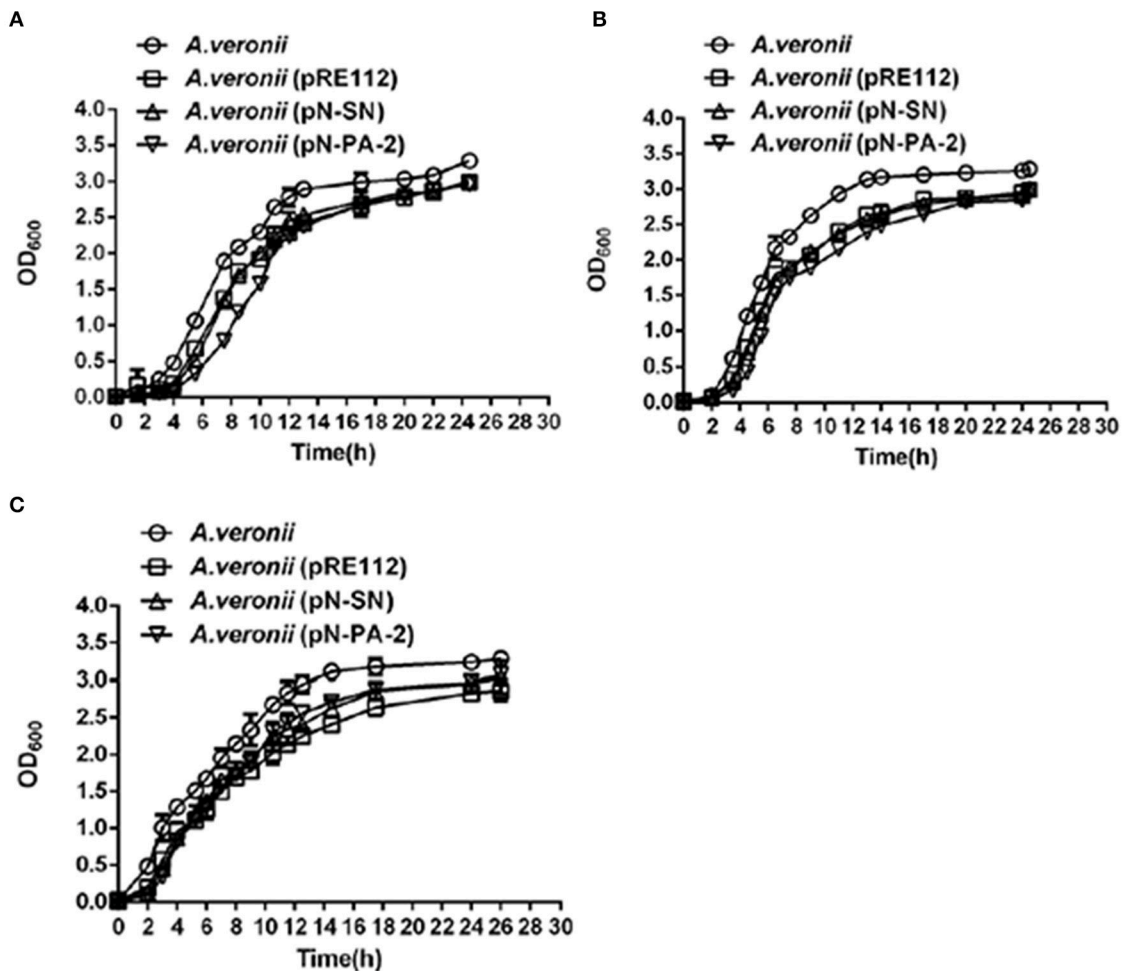 A
A.veronii
A.veronii (pRE112)
A.veronii (pN-SN)
A.veronii (pN-PA-2)
4.0
3.5
3.0
2.5
2.0
1.5
1.0
0.5
0.0
OD600
0 2 4 6 8 10 12 14 16 18 20 22 24 26 28 30
Time(h)
B
A.veronii
A.veronii (pRE112)
A.veronii (pN-SN)
A.veronii (pN-PA-2)
4.0
3.5
3.0
2.5
2.0
1.5
1.0
0.5
0.0
OD600
0 2 4 6 8 10 12 14 16 18 20 22 24 26 28 30
Time(h)
C
A.veronii
A.veronii (pRE112)
A.veronii (pN-SN)
A.veronii (pN-PA-2)
4.0
3.5
3.0
2.5
2.0
1.5
1.0
0.5
0.0
OD600
0 2 4 6 8 10 12 14 16 18 20 22 24 26 28 30
Time(h)